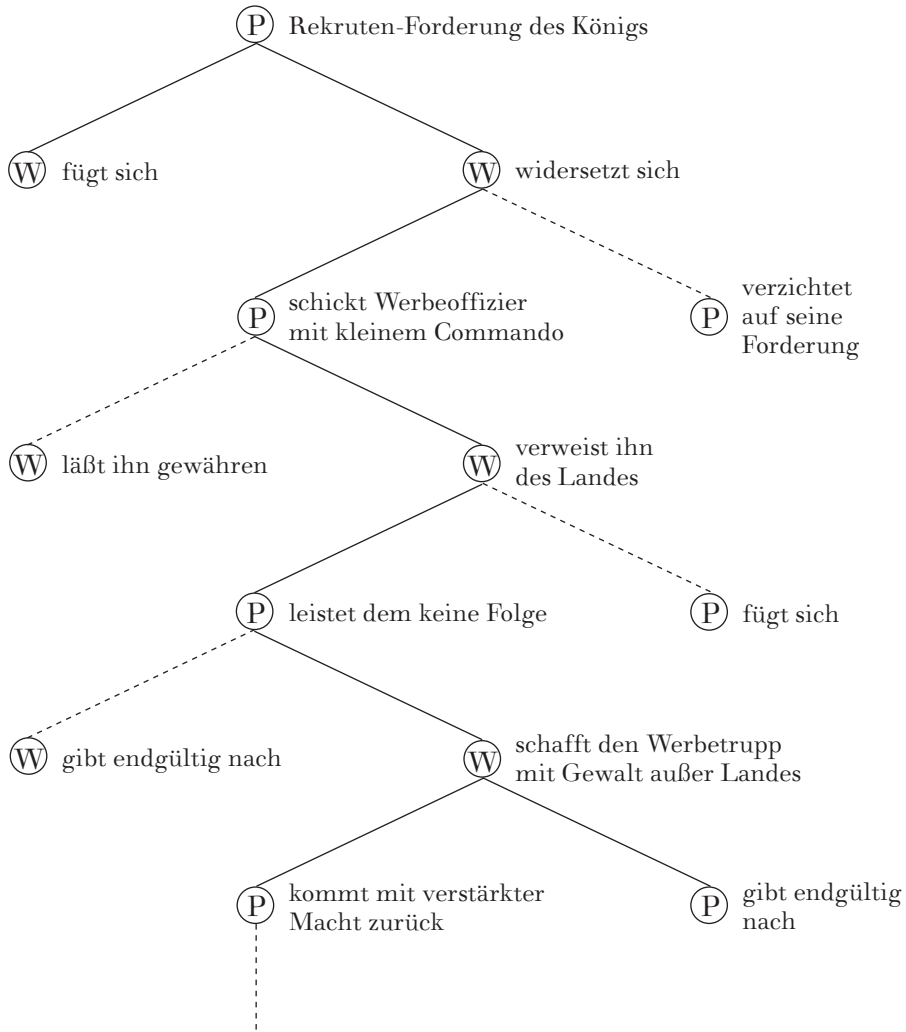 P Rekruten-Forderung des Königs
W fügt sich
W widersetzt sich
P schickt Werbeoffizier
mit kleinem Commando
P verzichtet
auf seine
Forderung
W läßt ihn gewähren
W verweist ihn
des Landes
P leistet dem keine Folge
P fügt sich
W gibt endgültig nach
W schafft den Werbetrupp
mit Gewalt außer Landes
P kommt mit verstärkter
Macht zurück
P gibt endgültig
nach